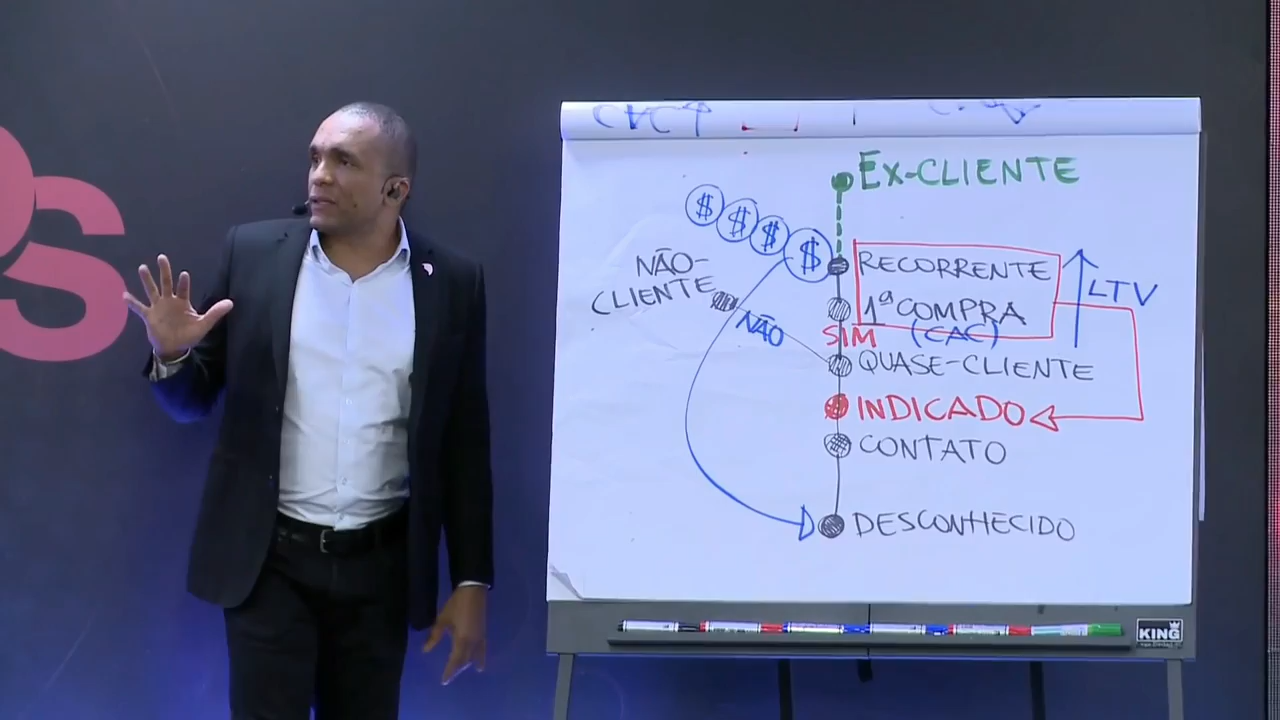 EX-CLIENTE
$ $ $ $
NÃO-
CLIENTE
RECORRENTE
LTV
1ª COMPRA
NÃO
SIM
(CAC)
QUASE-CLIENTE
INDICADO
CONTATO
DESCONHECIDO
KING